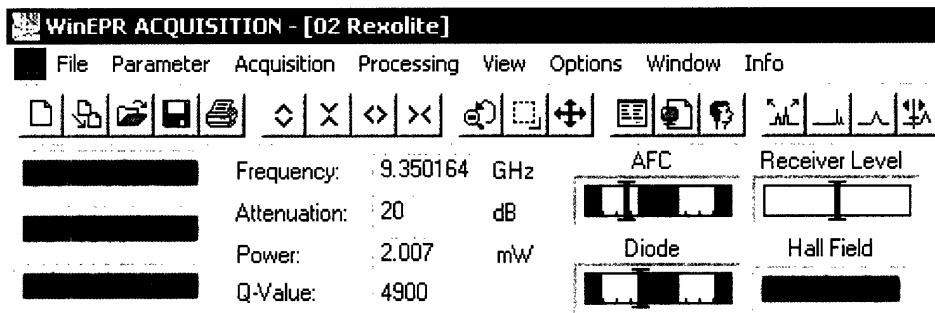 WinEPR ACQUISITION - [02 Rexolite]
File Parameter Acquisition Processing View Options Window Info
Frequency: 9.350164 GHz
Attenuation: 20 dB
Power: 2.007 mW
Q-Value: 4900
AFC
Receiver Level
Diode
Hall Field